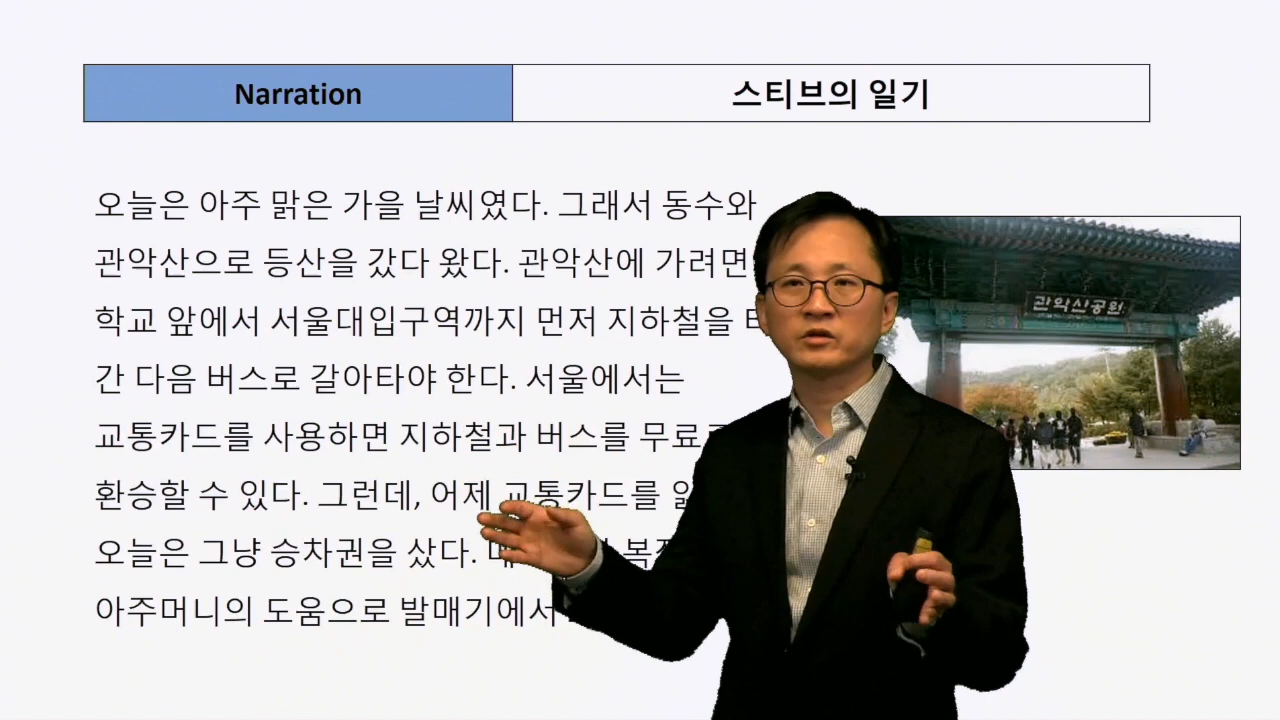 Narration
스티브의 일기
오늘은 아주 맑은 가을 날씨였다. 그래서 동수와
관악산으로 등산을 갔다 왔다. 관악산에 가려면
학교 앞에서 서울대입구역까지 먼저 지하철을
간 다음 버스로 갈아타야 한다. 서울에서는
교통카드를 사용하면 지하철과 버스를
환승할 수 있다. 그런데, 어제 교통카드를
오늘은 그냥 승차권을 샀다.
아주머니의 도움으로 발매기에서
관악산공원